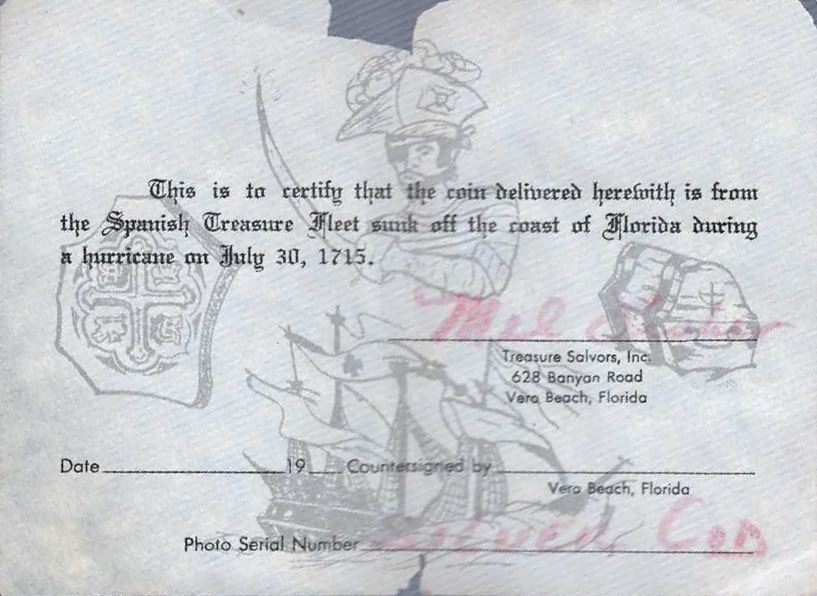 This is to certify that the coin delivered herewith is from
the Spanish Treasure Fleet sunk off the coast of Florida during
a hurricane on July 30, 1715.
Mel Fisher
Treasure Salvors, Inc.
628 Banyan Road
Vero Beach, Florida
Date 19 Countersigned by
Vero Beach, Florida
Photo Serial Number